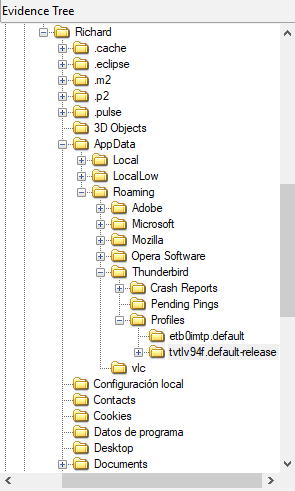 Evidence Tree
Richard
.cache
.eclipse
.m2
.p2
.pulse
3D Objects
AppData
Local
LocalLow
Roaming
Adobe
Microsoft
Mozilla
Opera Software
Thunderbird
Crash Reports
Pending Pings
Profiles
etb0imtp.default
tvtlv94f.default-release
vlc
Configuración local
Contacts
Cookies
Datos de programa
Desktop
Documents